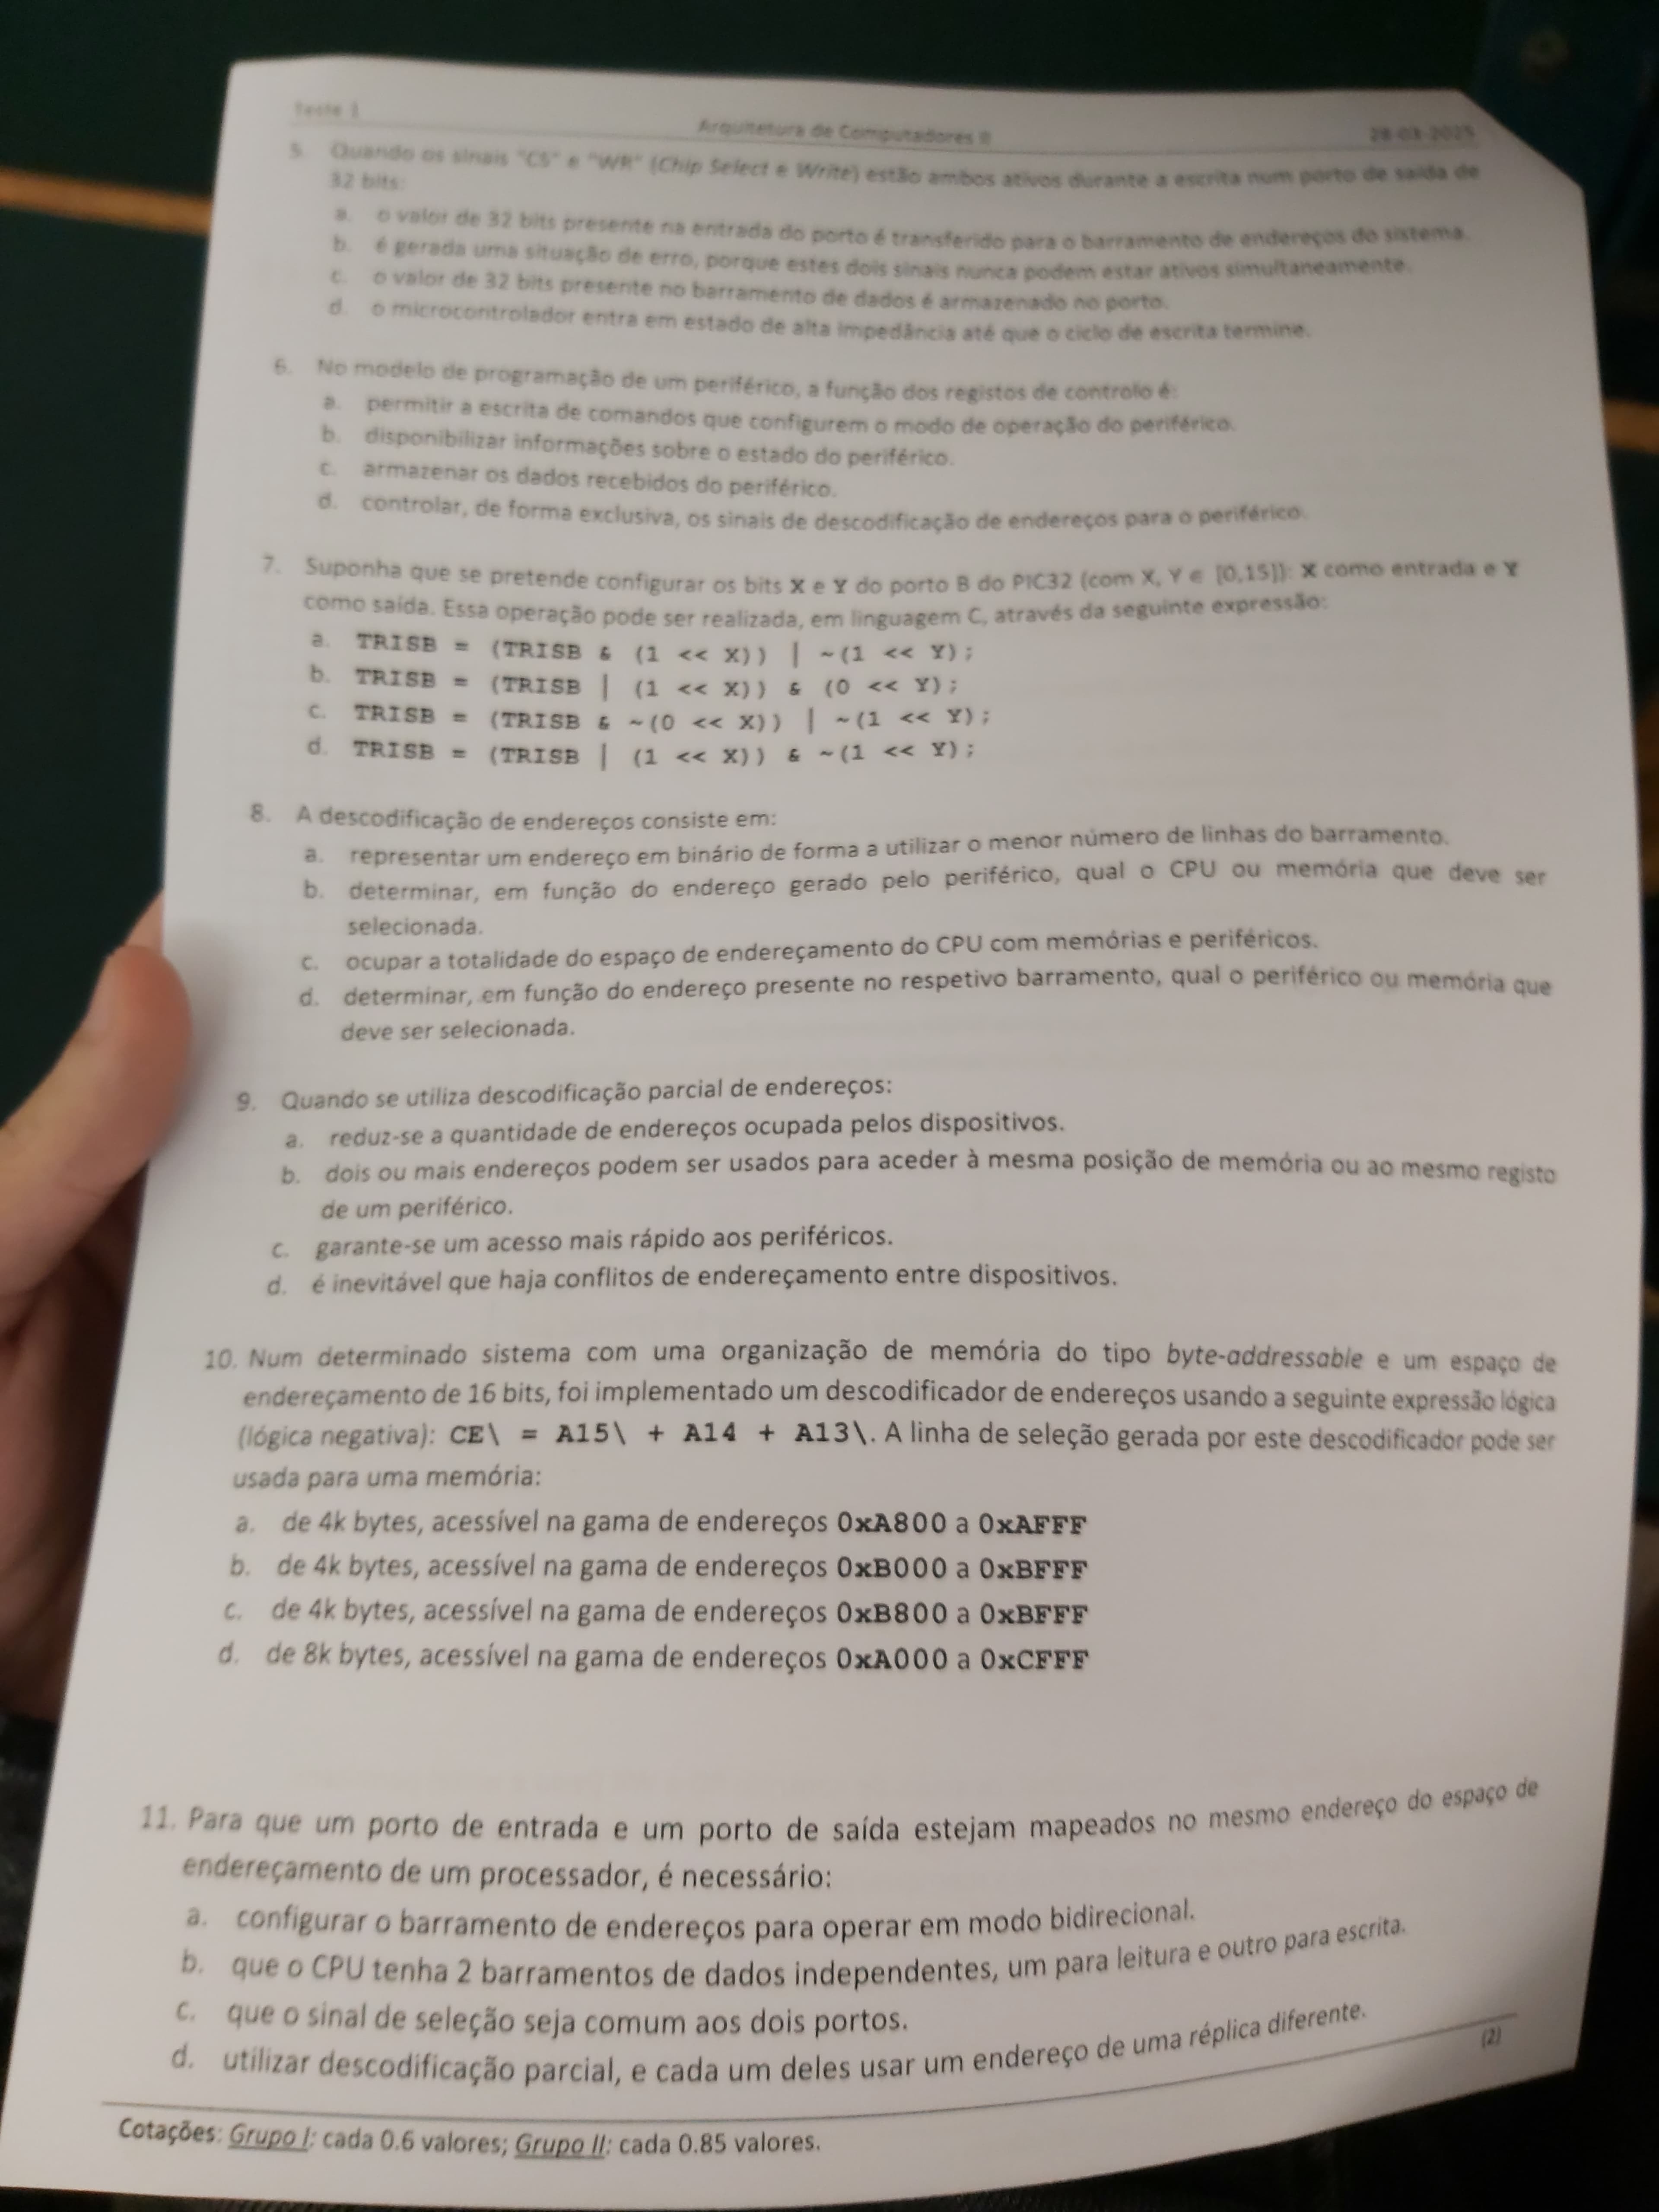 Teste 1 Arquitetura de Computadores II 28-03-2025
5. Quando os sinais "CS" e "WR" (Chip Select e Write) estão ambos ativos durante a escrita num porto de saída de
32 bits:
a. o valor de 32 bits presente na entrada do porto é transferido para o barramento de endereços do sistema.
b. é gerada uma situação de erro, porque estes dois sinais nunca podem estar ativos simultaneamente.
c. o valor de 32 bits presente no barramento de dados é armazenado no porto.
d. o microcontrolador entra em estado de alta impedância até que o ciclo de escrita termine.
6. No modelo de programação de um periférico, a função dos registos de controlo é:
a. permitir a escrita de comandos que configurem o modo de operação do periférico.
b. disponibilizar informações sobre o estado do periférico.
c. armazenar os dados recebidos do periférico.
d. controlar, de forma exclusiva, os sinais de descodificação de endereços para o periférico.
7. Suponha que se pretende configurar os bits X e Y do porto B do PIC32 (com X, Y ∈ [0,15]): X como entrada e Y
como saída. Essa operação pode ser realizada, em linguagem C, através da seguinte expressão:
a. TRISB = (TRISB & (1 << X)) | ~(1 << Y);
b. TRISB = (TRISB | (1 << X)) & (0 << Y);
c. TRISB = (TRISB & ~(0 << X)) | ~(1 << Y);
d. TRISB = (TRISB | (1 << X)) & ~(1 << Y);
8. A descodificação de endereços consiste em:
a. representar um endereço em binário de forma a utilizar o menor número de linhas do barramento.
b. determinar, em função do endereço gerado pelo periférico, qual o CPU ou memória que deve ser
selecionada.
c. ocupar a totalidade do espaço de endereçamento do CPU com memórias e periféricos.
d. determinar, em função do endereço presente no respetivo barramento, qual o periférico ou memória que
deve ser selecionada.
9. Quando se utiliza descodificação parcial de endereços:
a. reduz-se a quantidade de endereços ocupada pelos dispositivos.
b. dois ou mais endereços podem ser usados para aceder à mesma posição de memória ou ao mesmo registo
de um periférico.
c. garante-se um acesso mais rápido aos periféricos.
d. é inevitável que haja conflitos de endereçamento entre dispositivos.
10. Num determinado sistema com uma organização de memória do tipo byte-addressable e um espaço de
endereçamento de 16 bits, foi implementado um descodificador de endereços usando a seguinte expressão lógica
(lógica negativa): CE\ = A15\ + A14 + A13\. A linha de seleção gerada por este descodificador pode ser
usada para uma memória:
a. de 4k bytes, acessível na gama de endereços 0xA800 a 0xAFFF
b. de 4k bytes, acessível na gama de endereços 0xB000 a 0xBFFF
c. de 4k bytes, acessível na gama de endereços 0xB800 a 0xBFFF
d. de 8k bytes, acessível na gama de endereços 0xA000 a 0xCFFF
11. Para que um porto de entrada e um porto de saída estejam mapeados no mesmo endereço do espaço de
endereçamento de um processador, é necessário:
a. configurar o barramento de endereços para operar em modo bidirecional.
b. que o CPU tenha 2 barramentos de dados independentes, um para leitura e outro para escrita.
c. que o sinal de seleção seja comum aos dois portos.
d. utilizar descodificação parcial, e cada um deles usar um endereço de uma réplica diferente.
(2)
Cotações: Grupo I: cada 0.6 valores; Grupo II: cada 0.85 valores.